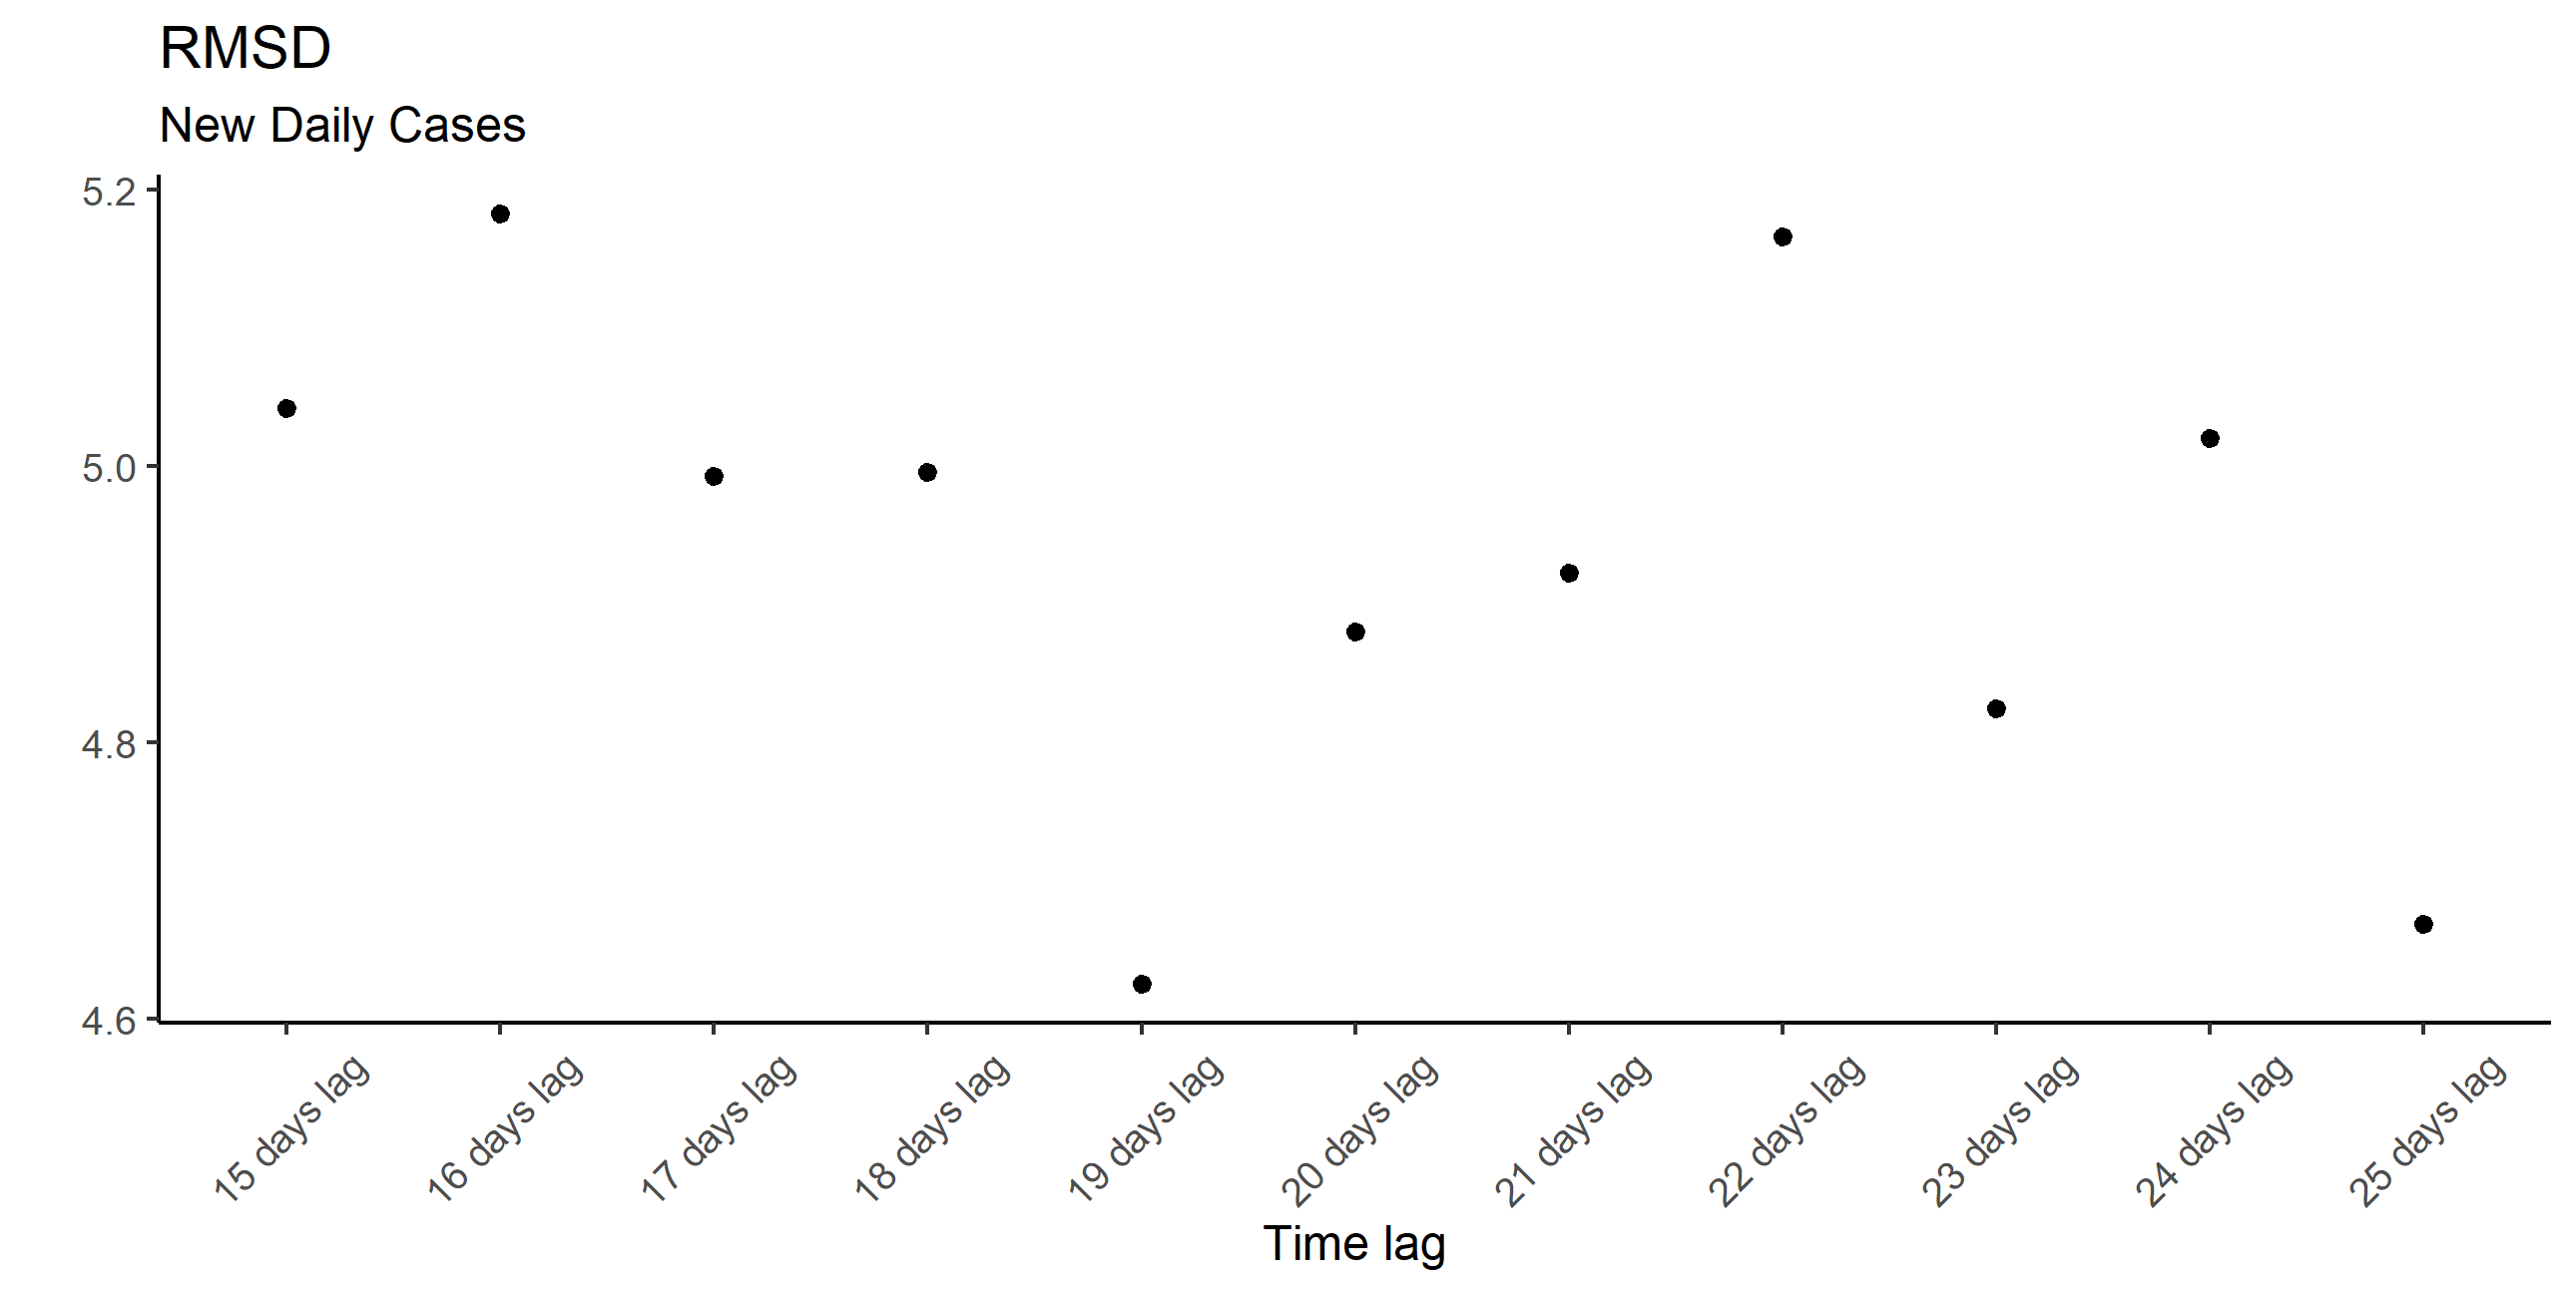 RMSD
New Daily Cases
5.2
5.0
4.8
4.6
15 days lag
16 days lag
17 days lag
18 days lag
19 days lag
20 days lag
21 days lag
22 days lag
23 days lag
24 days lag
25 days lag
Time lag